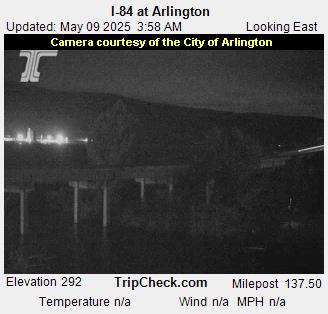 I-84 at Arlington
Updated: May 09 2025  3:58 AM  Looking East
Camera courtesy of the City of Arlington
Elevation 292  TripCheck.com  Milepost 137.50
Temperature n/a  Wind n/a  MPH n/a